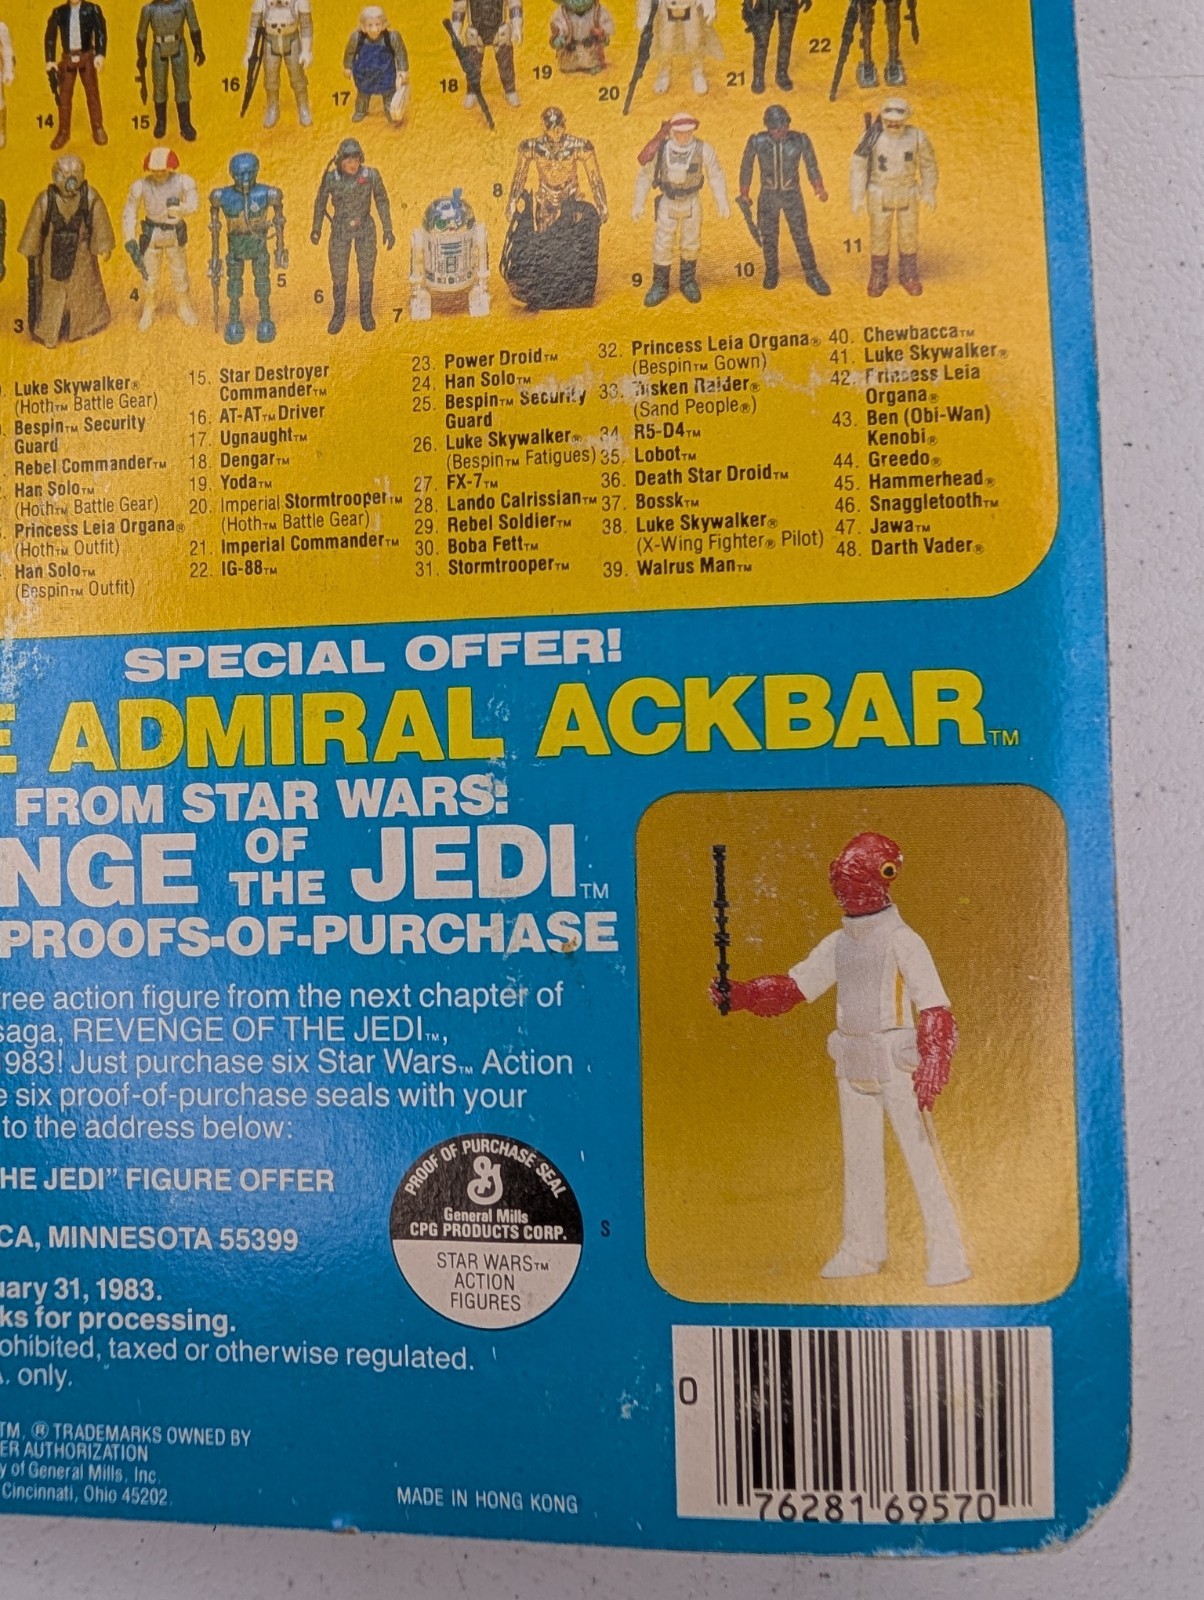 22
16
17
18
19
20
21
14
15
8
3
4
5
6
7
9
10
11
Luke Skywalker®
(Hoth™ Battle Gear)
Bespin™ Security
Guard
Rebel Commander™
Han Solo™
(Hoth™ Battle Gear)
Princess Leia Organa®
(Hoth™ Outfit)
Han Solo™
(Bespin™ Outfit)
15. Star Destroyer
Commander™
16. AT-AT™ Driver
17. Ugnaught™
18. Dengar™
19. Yoda™
20. Imperial Stormtrooper™
(Hoth™ Battle Gear)
21. Imperial Commander™
22. IG-88™
23. Power Droid™
24. Han Solo™
25. Bespin™ Security
Guard
26. Luke Skywalker®
(Bespin™ Fatigues)
27. FX-7™
28. Lando Calrissian™
29. Rebel Soldier™
30. Boba Fett™
31. Stormtrooper™
32. Princess Leia Organa®
(Bespin™ Gown)
33. Tusken Raider®
(Sand People®)
34. R5-D4™
35. Lobot™
36. Death Star Droid™
37. Bossk™
38. Luke Skywalker®
(X-Wing Fighter® Pilot)
39. Walrus Man™
40. Chewbacca™
41. Luke Skywalker®
42. Princess Leia
Organa®
43. Ben (Obi-Wan)
Kenobi®
44. Greedo®
45. Hammerhead®
46. Snaggletooth™
47. Jawa™
48. Darth Vader®
SPECIAL OFFER!
E ADMIRAL ACKBAR™
FROM STAR WARS:
NGE OF THE JEDI™
PROOFS-OF-PURCHASE
ree action figure from the next chapter of
saga, REVENGE OF THE JEDI™,
983! Just purchase six Star Wars™ Action
e six proof-of-purchase seals with your
to the address below:
HE JEDI" FIGURE OFFER
CA, MINNESOTA 55399
uary 31, 1983.
ks for processing.
ohibited, taxed or otherwise regulated.
. only.
PROOF OF PURCHASE SEAL
General Mills
CPG PRODUCTS CORP.
STAR WARS™
ACTION
FIGURES
S
TM, ® TRADEMARKS OWNED BY
ER AUTHORIZATION
y of General Mills, Inc.
Cincinnati, Ohio 45202.
MADE IN HONG KONG
0
76281 69570